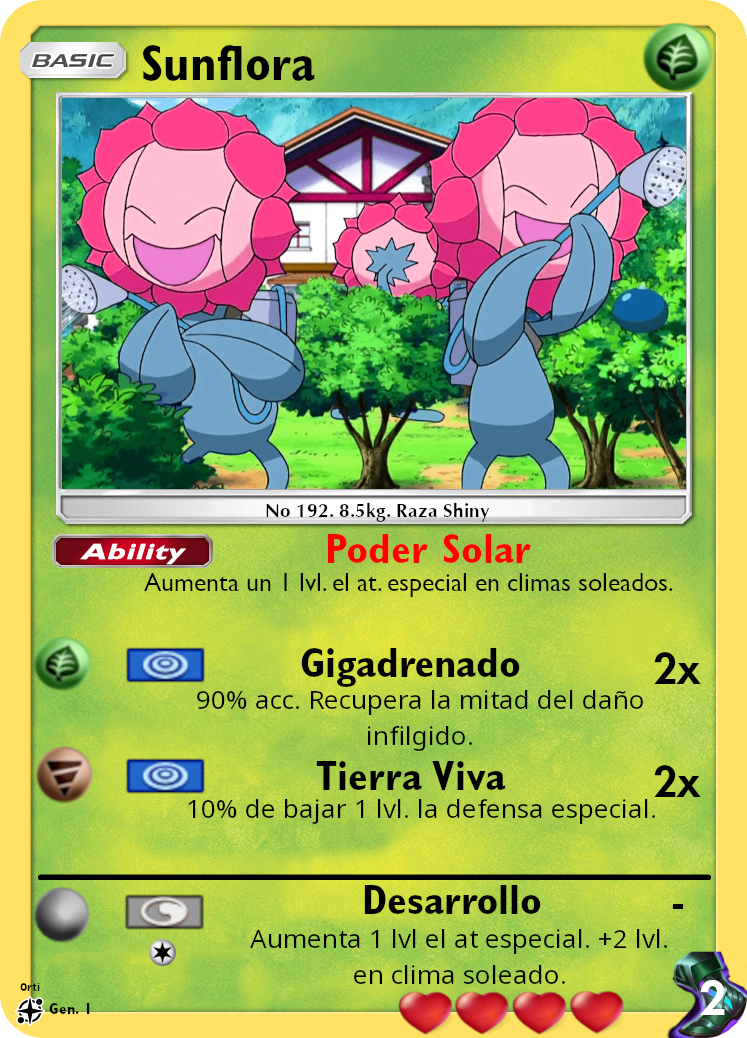 BASIC Sunflora
No 192. 8.5kg. Raza Shiny
Ability Poder Solar
Aumenta un 1 lvl. el at. especial en climas soleados.
Gigadrenado 2x
90% acc. Recupera la mitad del daño
infilgido.
Tierra Viva 2x
10% de bajar 1 lvl. la defensa especial.
Desarrollo -
Aumenta 1 lvl el at especial. +2 lvl.
en clima soleado.
Orti
Gen. I
2